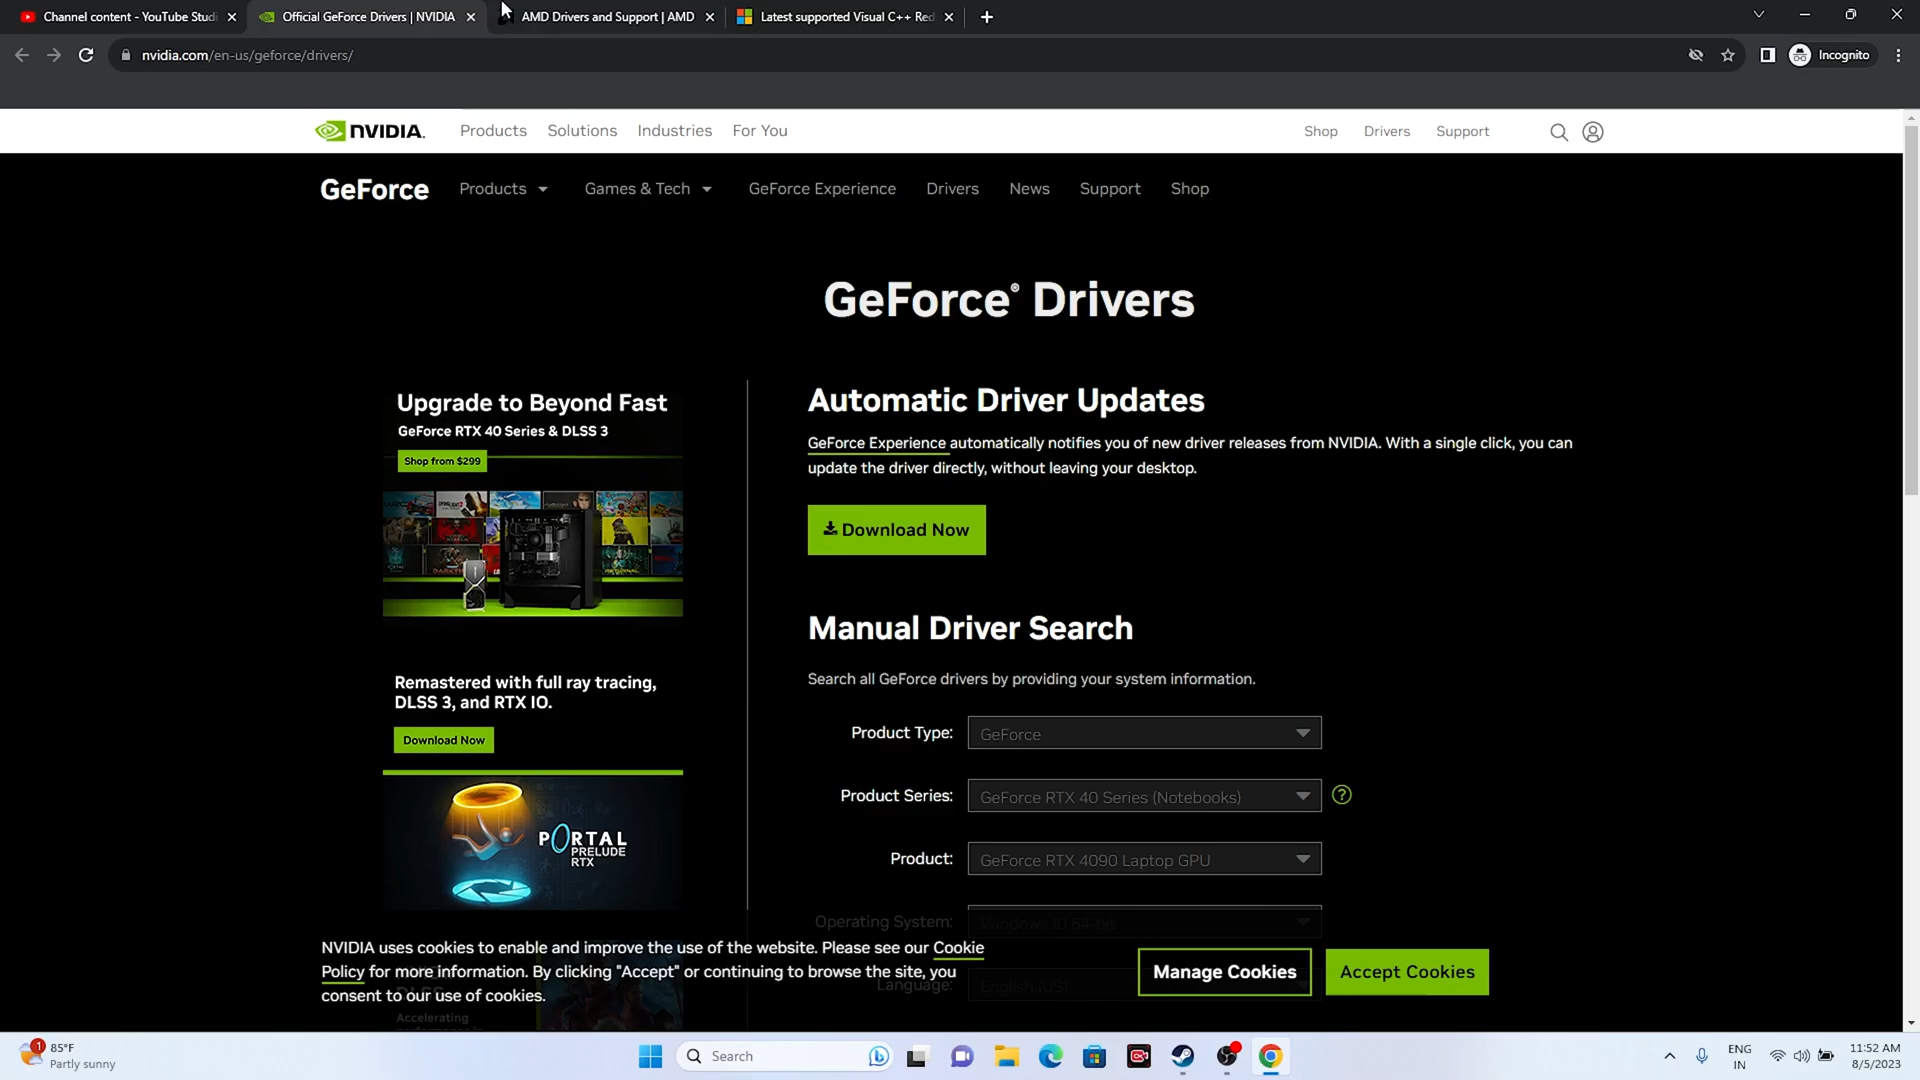 Channel content - YouTube Studi
Official GeForce Drivers | NVIDIA
AMD Drivers and Support | AMD
Latest supported Visual C++ Red
nvidia.com/en-us/geforce/drivers/
Incognito
NVIDIA.
Products
Solutions
Industries
For You
Shop
Drivers
Support
GeForce
Products
Games & Tech
GeForce Experience
Drivers
News
Support
Shop
GeForce® Drivers
Upgrade to Beyond Fast
GeForce RTX 40 Series & DLSS 3
Shop from $299
Remastered with full ray tracing,
DLSS 3, and RTX IO.
Download Now
PORTAL
PRELUDE
RTX
Automatic Driver Updates
GeForce Experience automatically notifies you of new driver releases from NVIDIA. With a single click, you can
update the driver directly, without leaving your desktop.
Download Now
Manual Driver Search
Search all GeForce drivers by providing your system information.
Product Type:
GeForce
Product Series:
GeForce RTX 40 Series (Notebooks)
?
Product:
GeForce RTX 4090 Laptop GPU
Operating System:
Windows 10 64-bit
Language:
English (US)
NVIDIA uses cookies to enable and improve the use of the website. Please see our Cookie
Policy for more information. By clicking "Accept" or continuing to browse the site, you
consent to our use of cookies.
Manage Cookies
Accept Cookies
DLSS
Accelerating
1
85°F
Partly sunny
Search
ENG
IN
11:52 AM
8/5/2023